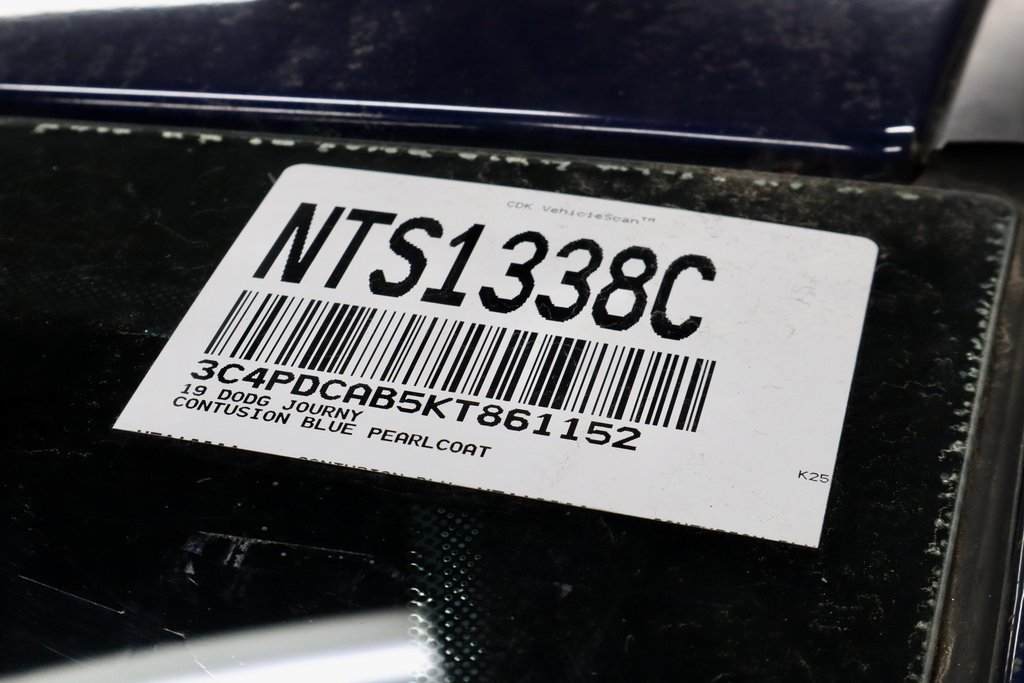 CDK VehicleScan™
NTS1338C
3C4PDCAB5KT861152
19 DODG JOURNY
CONTUSION BLUE PEARLCOAT
K25